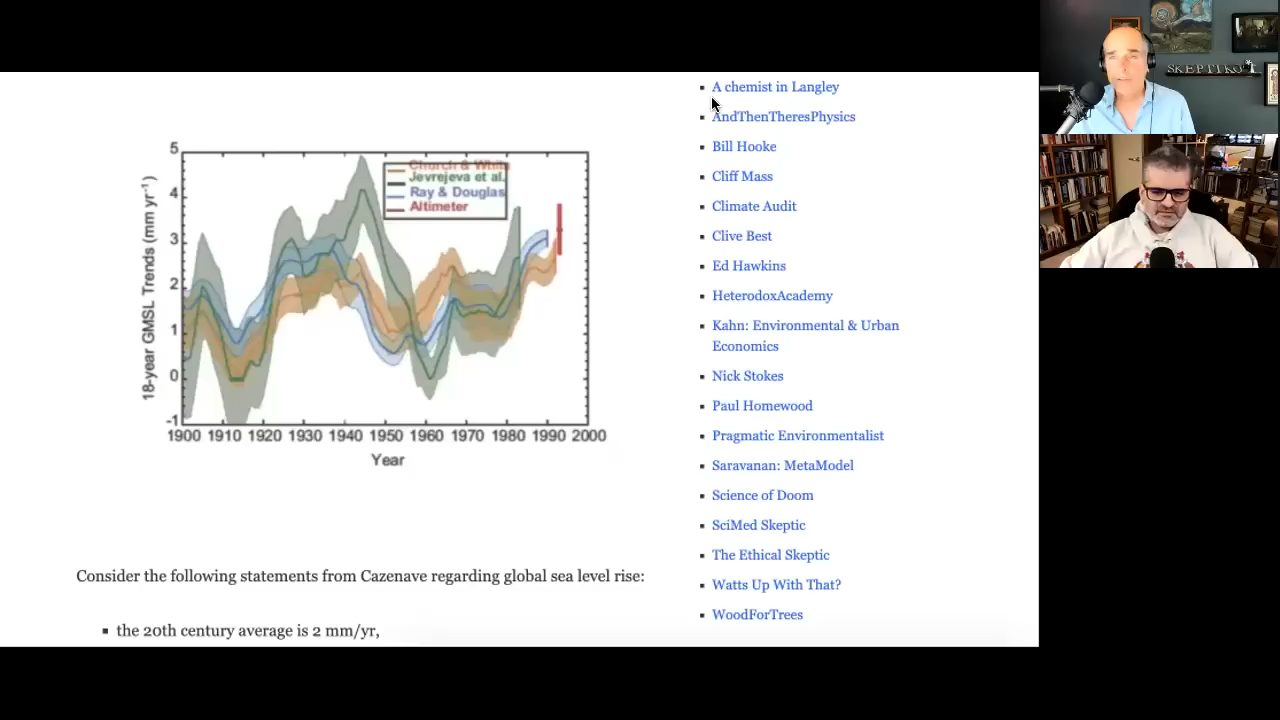 SKEPTIKO
5
4
3
2
1
0
-1
18-year GMSL Trends (mm yr⁻¹)
Church & White
Jevrejeva et al.
Ray & Douglas
Altimeter
1900 1910 1920 1930 1940 1950 1960 1970 1980 1990 2000
Year
Consider the following statements from Cazenave regarding global sea level rise:
▪ the 20th century average is 2 mm/yr,
▪ A chemist in Langley
▪ AndThenTheresPhysics
▪ Bill Hooke
▪ Cliff Mass
▪ Climate Audit
▪ Clive Best
▪ Ed Hawkins
▪ HeterodoxAcademy
▪ Kahn: Environmental & Urban
Economics
▪ Nick Stokes
▪ Paul Homewood
▪ Pragmatic Environmentalist
▪ Saravanan: MetaModel
▪ Science of Doom
▪ SciMed Skeptic
▪ The Ethical Skeptic
▪ Watts Up With That?
▪ WoodForTrees